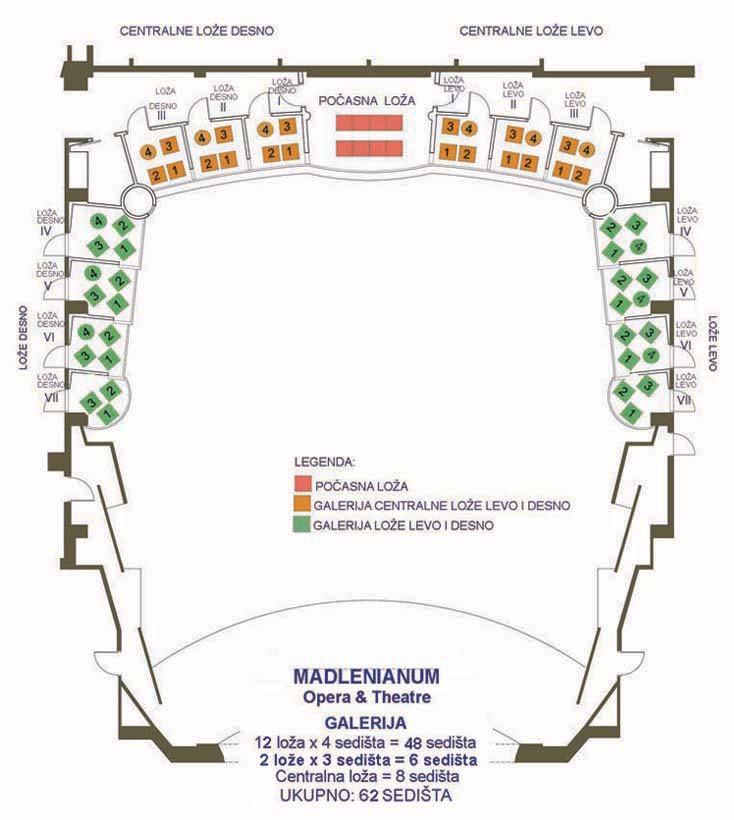 CENTRALNE LOŽE DESNO
CENTRALNE LOŽE LEVO
LOŽA
DESNO
III
LOŽA
DESNO
II
LOŽA
DESNO
I
POČASNA LOŽA
LOŽA
LEVO
I
LOŽA
LEVO
II
LOŽA
LEVO
III
4 3
2 1
4 3
2 1
4 3
2 1
3 4
1 2
3 4
1 2
3 4
1 2
LOŽA
DESNO
IV
4 2
3 1
LOŽA
DESNO
V
4 2
3 1
LOŽA
DESNO
VI
4 2
3 1
LOŽA
DESNO
VII
3 2
1
LOŽE DESNO
LOŽA
LEVO
IV
2 3
1 4
LOŽA
LEVO
V
2 3
1 4
LOŽA
LEVO
VI
2 3
1 4
LOŽA
LEVO
VII
2 3
1
LOŽE LEVO
LEGENDA:
POČASNA LOŽA
GALERIJA CENTRALNE LOŽE LEVO I DESNO
GALERIJA LOŽE LEVO I DESNO
MADLENIANUM
Opera & Theatre
GALERIJA
12 loža x 4 sedišta = 48 sedišta
2 lože x 3 sedišta = 6 sedišta
Centralna loža = 8 sedišta
UKUPNO: 62 SEDIŠTA